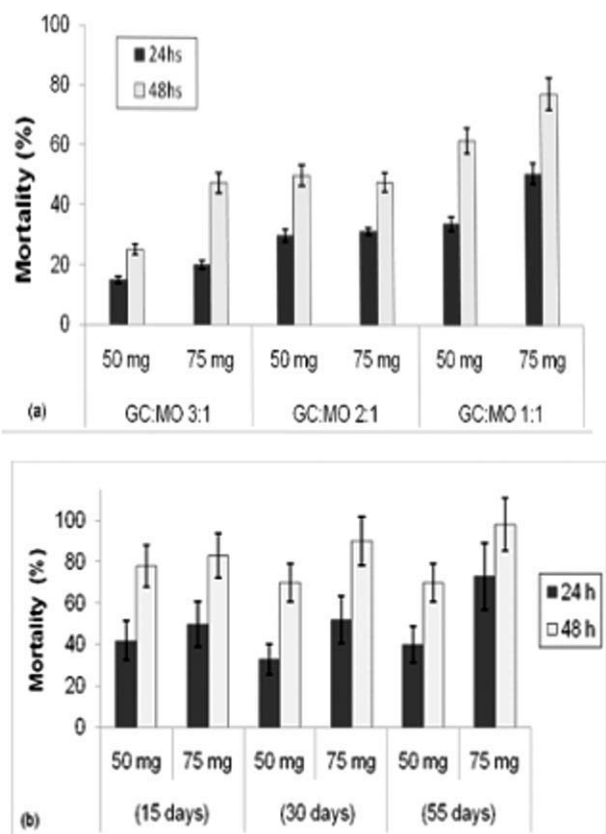 100
80
60
40
20
0
Mortality (%)
24hs
48hs
50 mg 75 mg 50 mg 75 mg 50 mg 75 mg
(a) GC:MO 3:1 GC:MO 2:1 GC:MO 1:1
100
80
60
40
20
0
Mortality (%)
24 h
48 h
50 mg 75 mg 50 mg 75 mg 50 mg 75 mg
(b) (15 days) (30 days) (55 days)